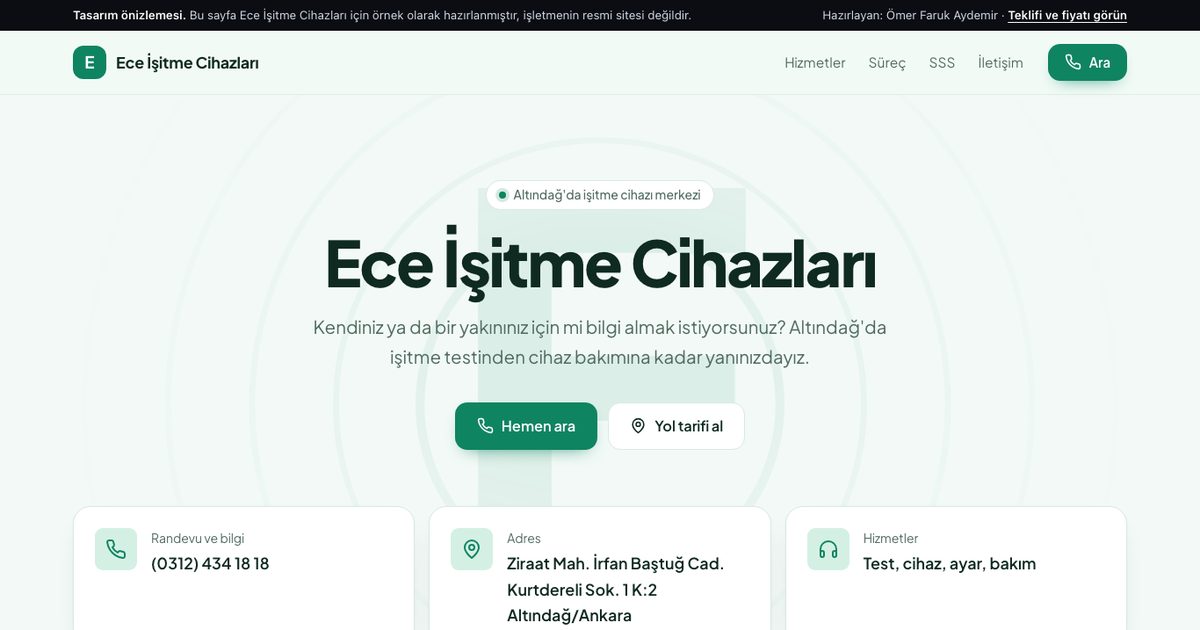 Tasarım önizlemesi. Bu sayfa Ece İşitme Cihazları için örnek olarak hazırlanmıştır, işletmenin resmi sitesi değildir.
Hazırlayan: Ömer Faruk Aydemir · Teklifi ve fiyatı görün
E
Ece İşitme Cihazları
Hizmetler
Süreç
SSS
İletişim
Ara
Altındağ'da işitme cihazı merkezi
Ece İşitme Cihazları
Kendiniz ya da bir yakınınız için mi bilgi almak istiyorsunuz? Altındağ'da
işitme testinden cihaz bakımına kadar yanınızdayız.
Hemen ara
Yol tarifi al
Randevu ve bilgi
(0312) 434 18 18
Adres
Ziraat Mah. İrfan Baştuğ Cad.
Kurtdereli Sok. 1 K:2
Altındağ/Ankara
Hizmetler
Test, cihaz, ayar, bakım